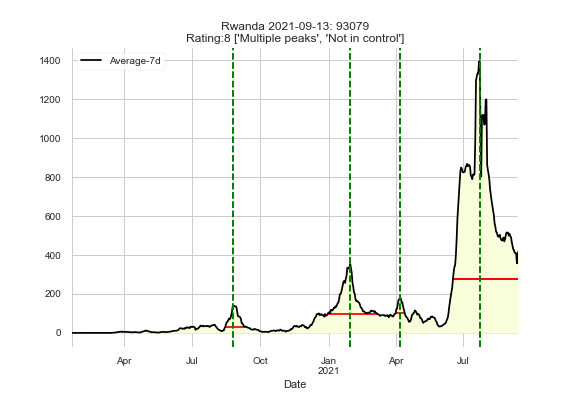 Rwanda 2021-09-13: 93079
Rating:8 ['Multiple peaks', 'Not in control']
Average-7d
1400
1200
1000
800
600
400
200
0
Apr
Jul
Oct
Jan
2021
Apr
Jul
Date